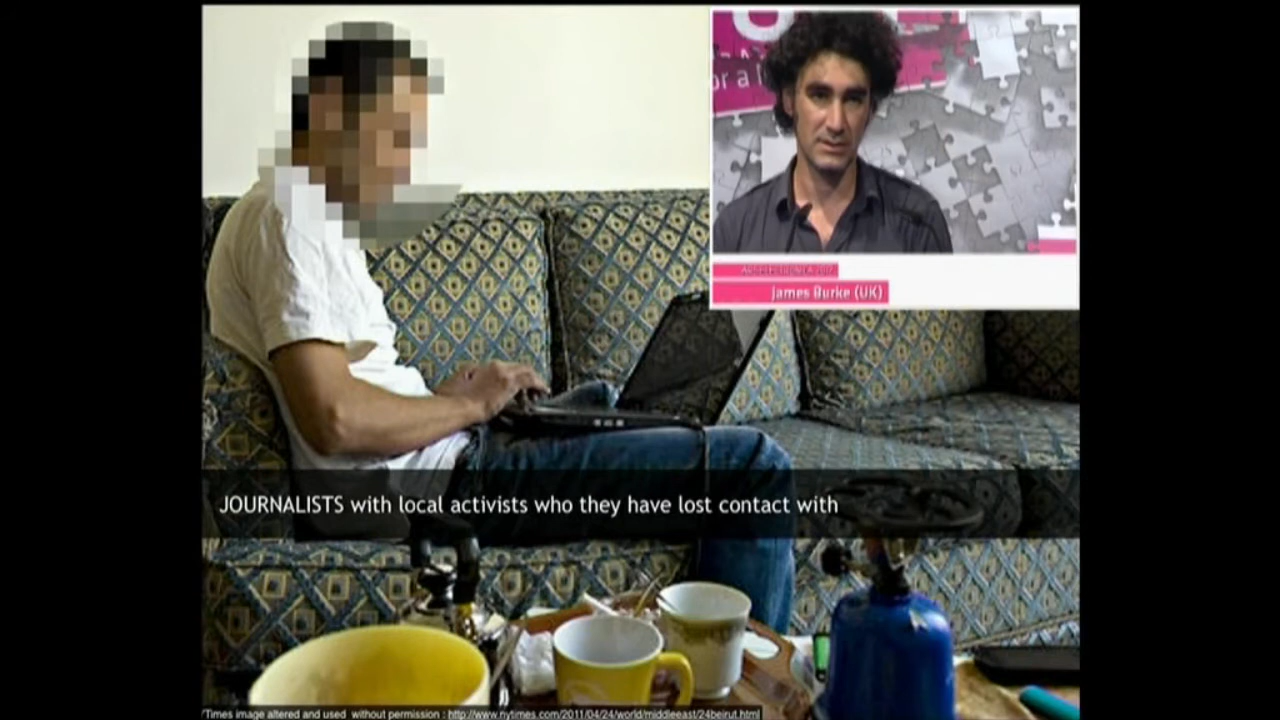 or a
James Burke (UK)
JOURNALISTS with local activists who they have lost contact with
'Times image altered and used without permission : http://www.nytimes.com/2011/04/24/world/middleeast/24beirut.html